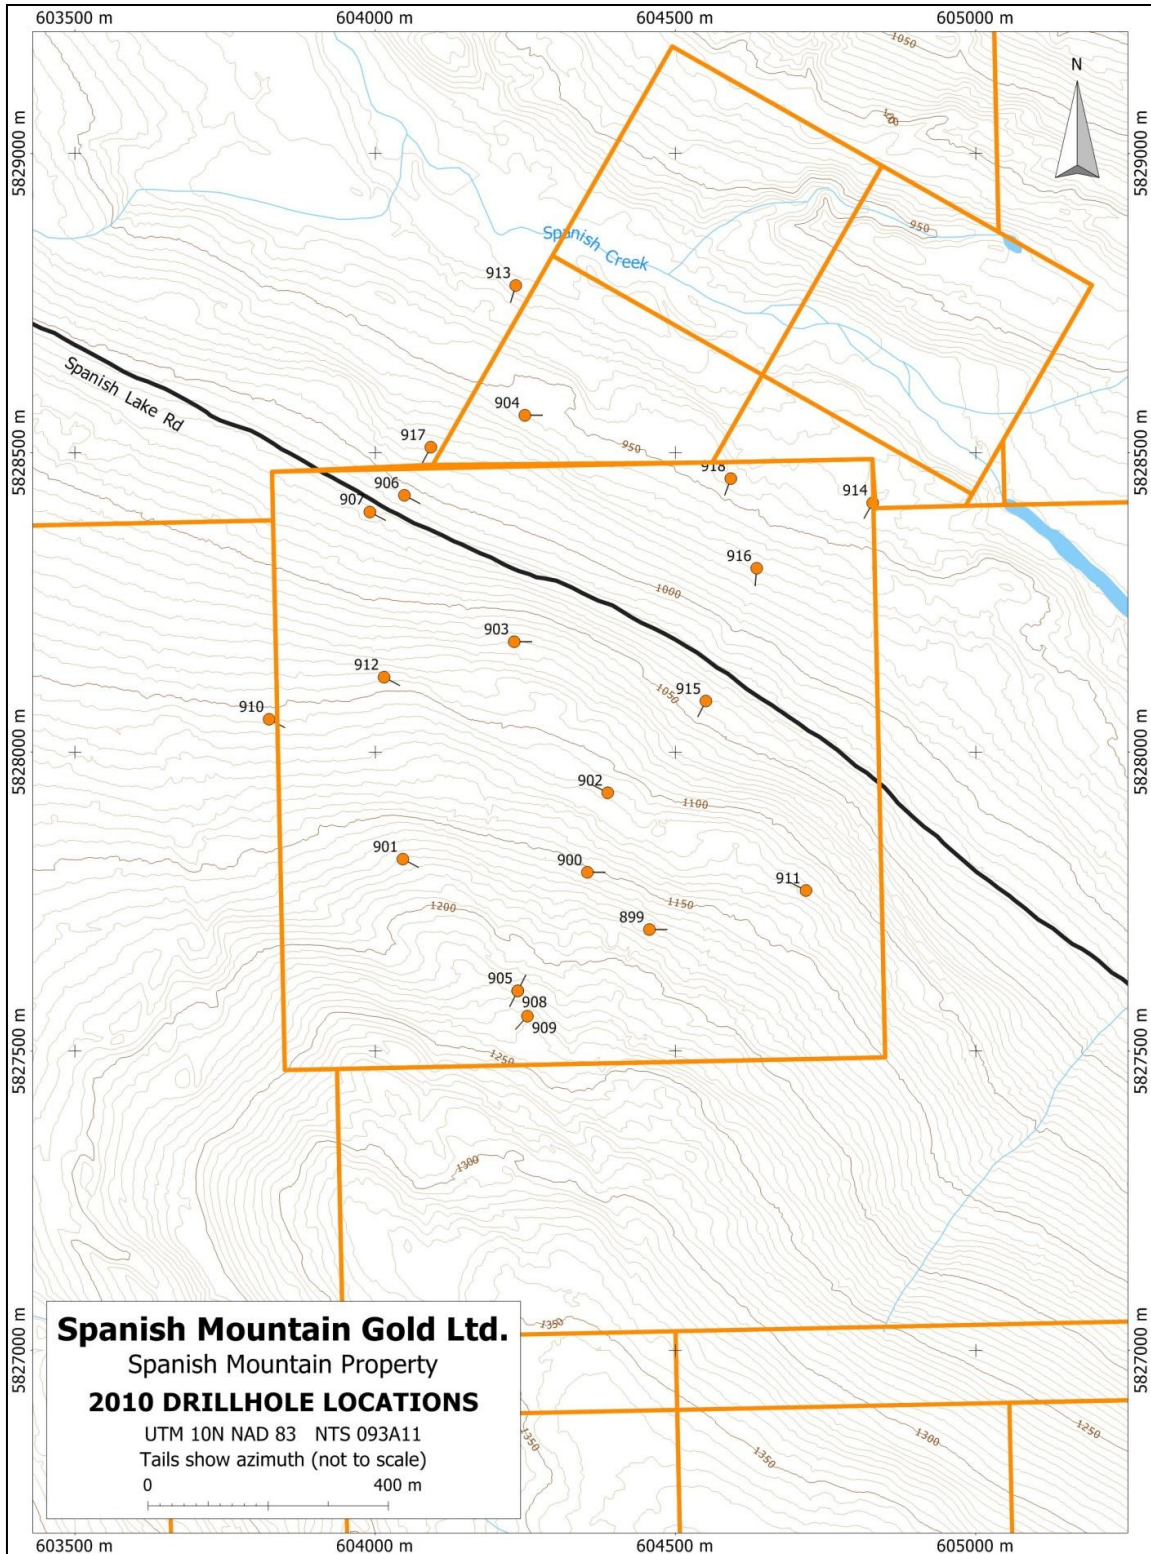 603500 m 604000 m 604500 m 605000 m
1050
N
5829000 m 5829000 m
950
Spanish Creek
913
Spanish Lake Rd
904
917
950
5828500 m 5828500 m
918
906
914
907
916
1000
903
912
1050
915
910
5828000 m 5828000 m
902
1100
901
900
911
1150
1200
899
905
908
909
5827500 m 5827500 m
1250
1300
Spanish Mountain Gold Ltd.
Spanish Mountain Property
2010 DRILLHOLE LOCATIONS
UTM 10N NAD 83 NTS 093A11
Tails show azimuth (not to scale)
0 400 m
1350
5827000 m 5827000 m
1350
1350
1300
1250
603500 m 604000 m 604500 m 605000 m